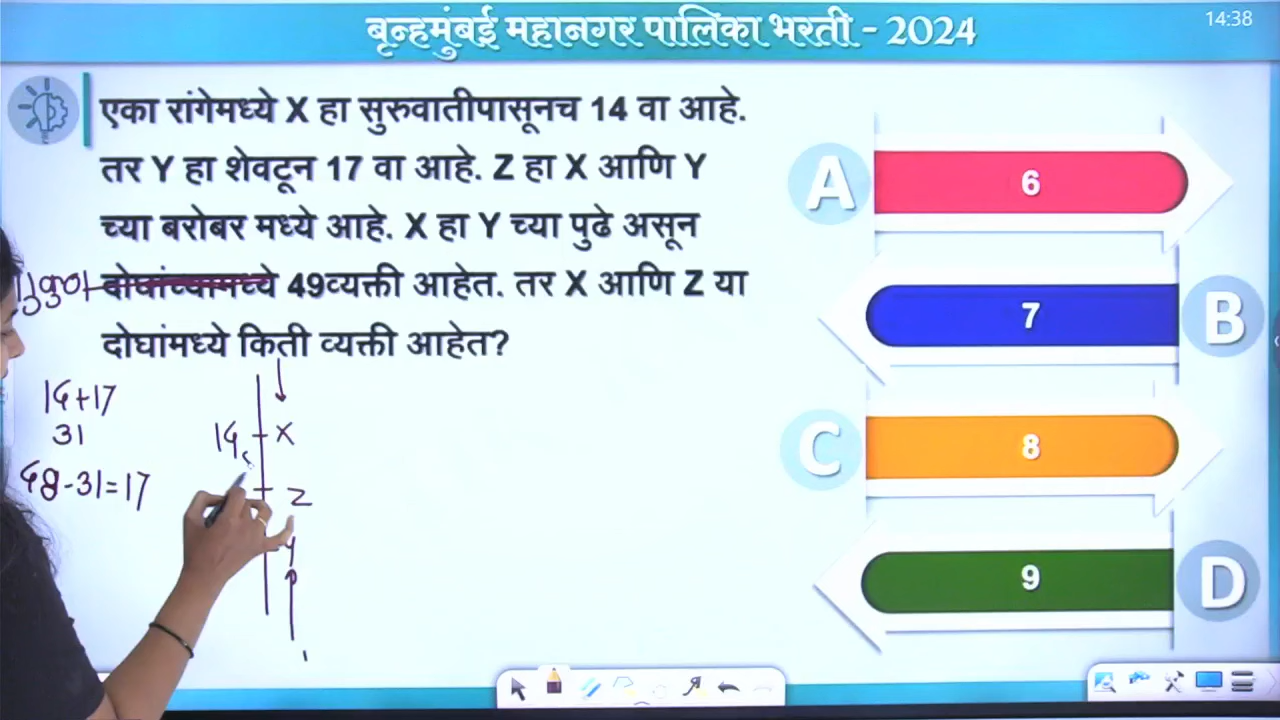 बृन्हमुंबई महानगर पालिका भरती - 2024
14:38
एका रांगेमध्ये X हा सुरुवातीपासूनच 14 वा आहे.
तर Y हा शेवटून 17 वा आहे. Z हा X आणि Y
च्या बरोबर मध्ये आहे. X हा Y च्या पुढे असून
दोघांच्यामध्ये 49व्यक्ती आहेत. तर X आणि Z या
दोघांमध्ये किती व्यक्ती आहेत?
A 6
7 B
C 8
9 D
14+17
31
48-31=17
14 X
Z
Y